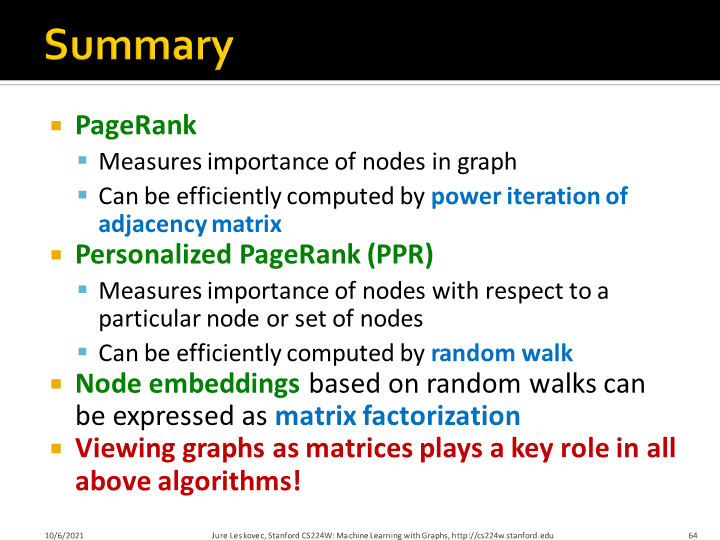 Summary
PageRank
Measures importance of nodes in graph
Can be efficiently computed by power iteration of
adjacency matrix
Personalized PageRank (PPR)
Measures importance of nodes with respect to a
particular node or set of nodes
Can be efficiently computed by random walk
Node embeddings based on random walks can
be expressed as matrix factorization
Viewing graphs as matrices plays a key role in all
above algorithms!
10/6/2021
Jure Leskovec, Stanford CS224W: Machine Learning with Graphs, http://cs224w.stanford.edu
64